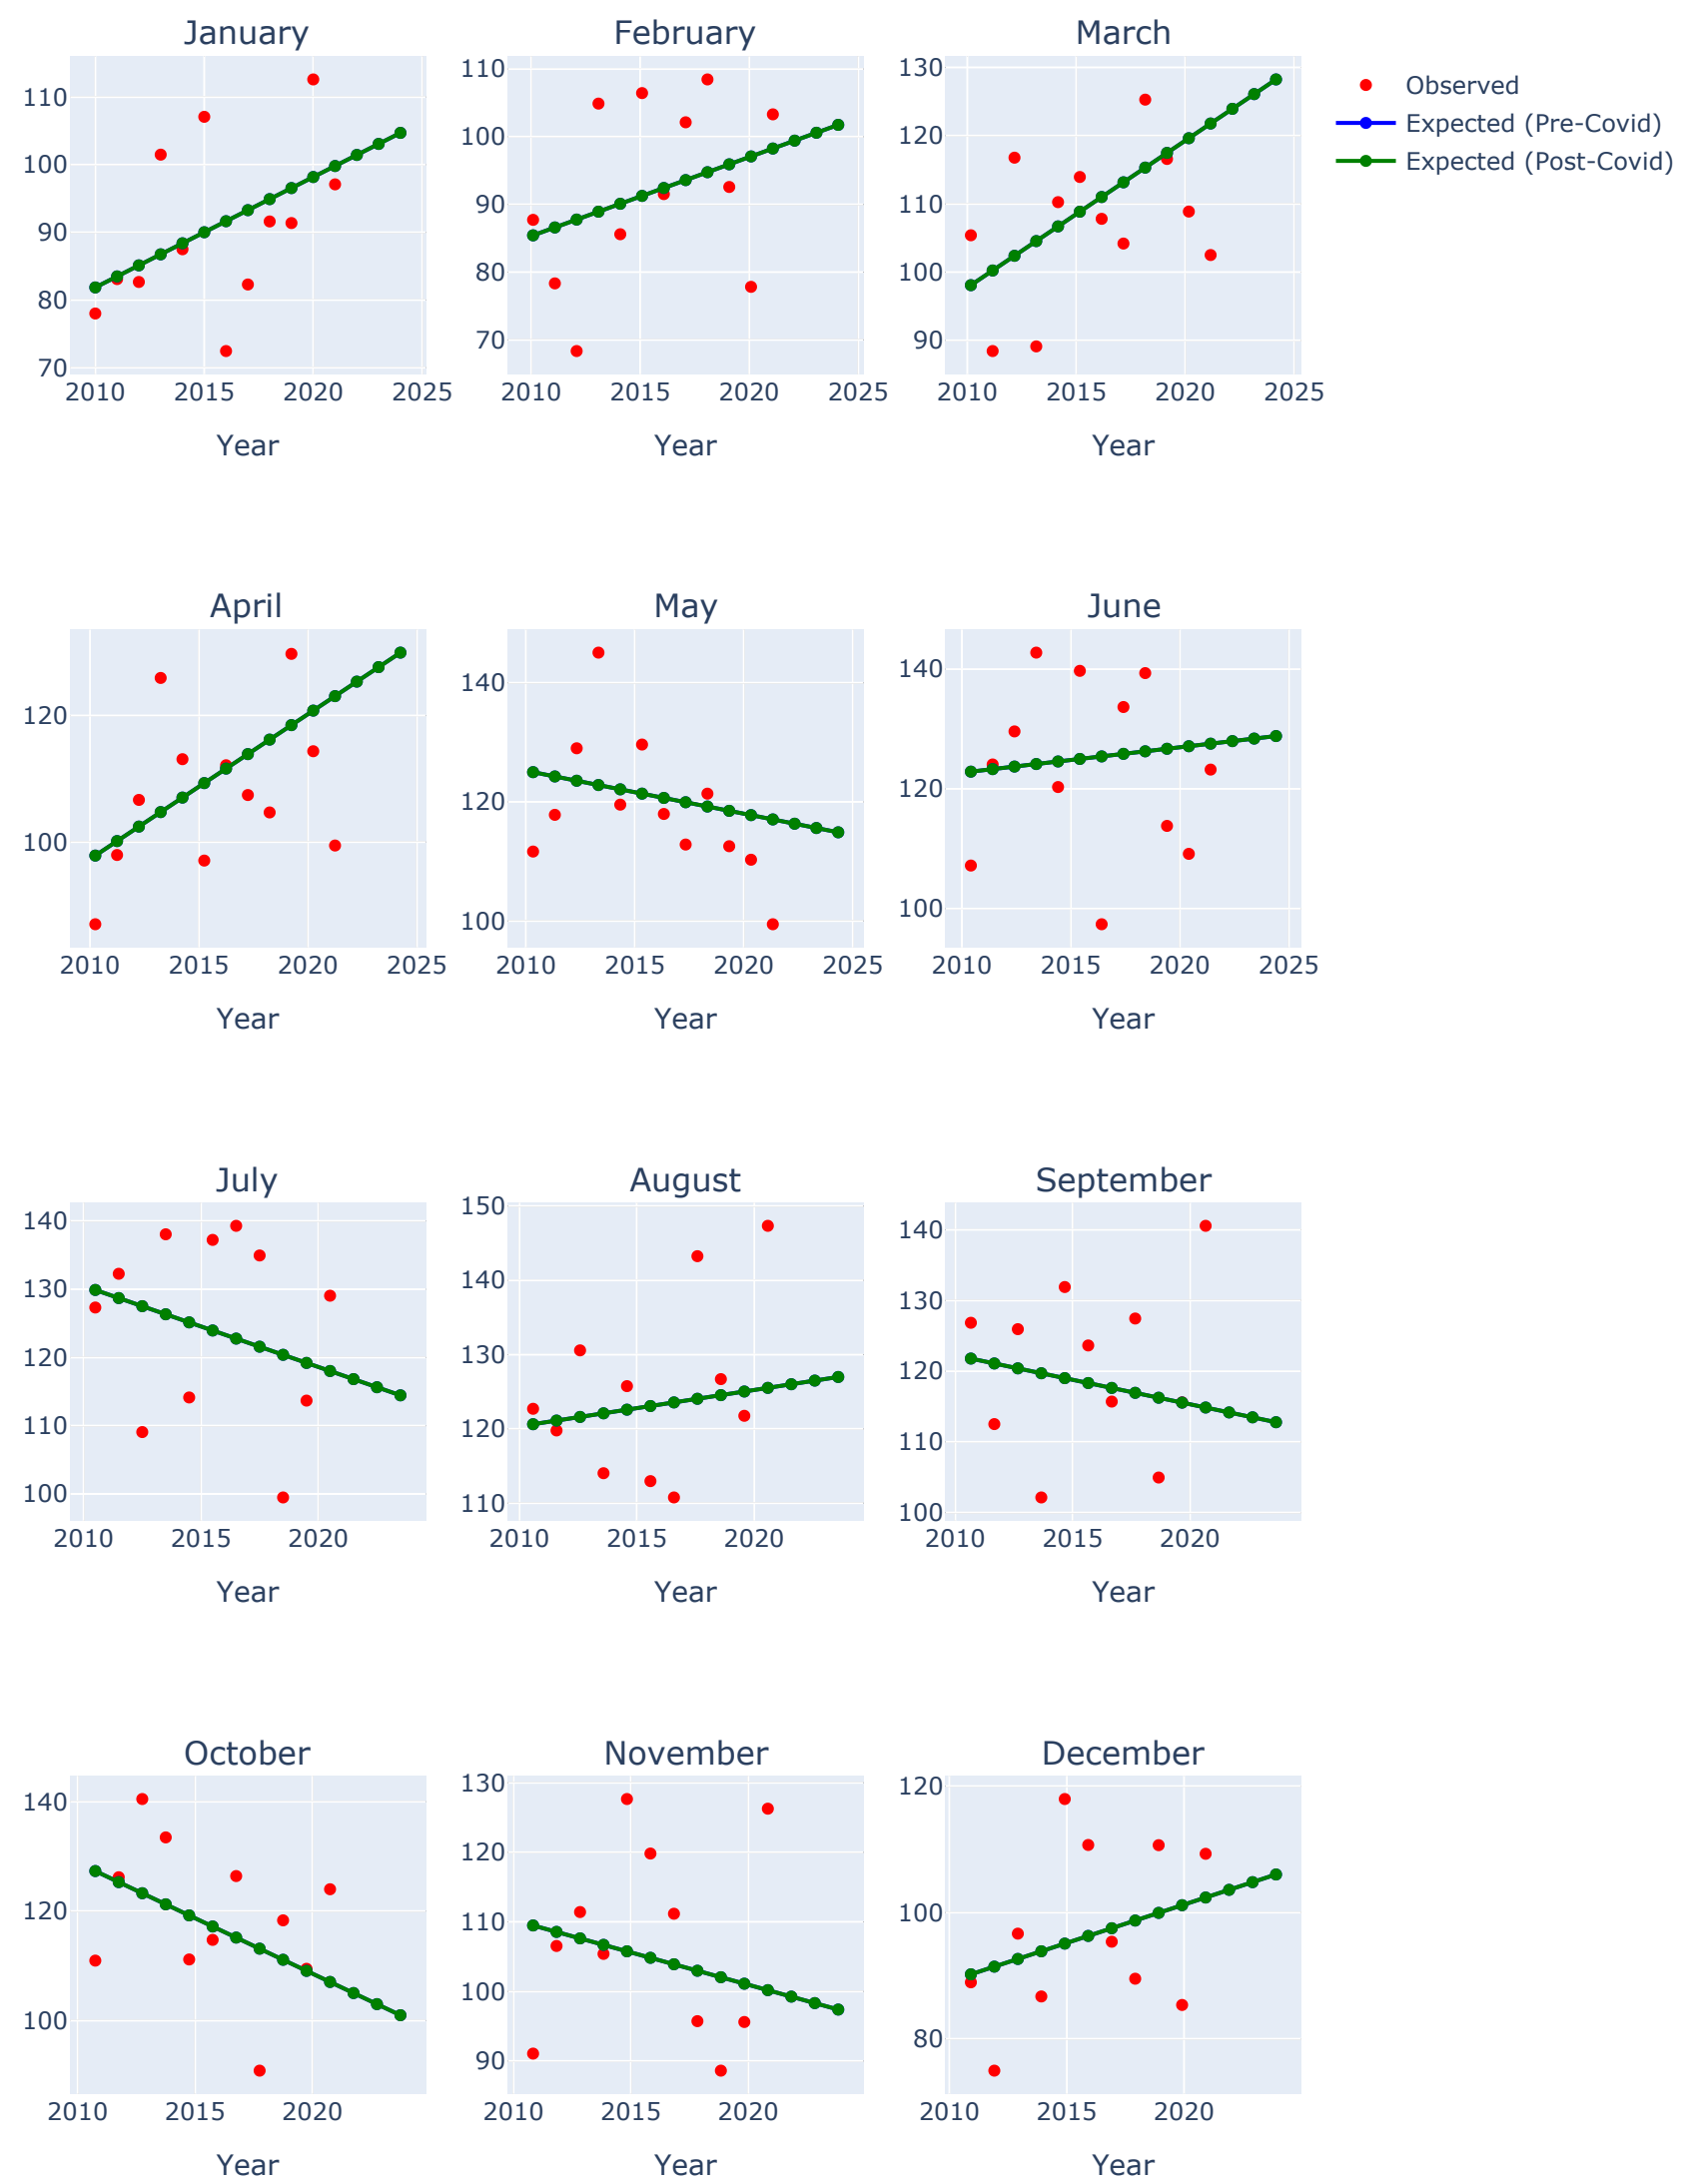 January February March
110
100
90
80
70
2010 2015 2020 2025
Year
110
100
90
80
70
2010 2015 2020 2025
Year
130
120
110
100
90
2010 2015 2020 2025
Year
Observed
Expected (Pre-Covid)
Expected (Post-Covid)
April May June
120
100
2010 2015 2020 2025
Year
140
120
100
2010 2015 2020 2025
Year
140
120
100
2010 2015 2020 2025
Year
July August September
140
130
120
110
100
2010 2015 2020
Year
150
140
130
120
110
2010 2015 2020
Year
140
130
120
110
100
2010 2015 2020
Year
October November December
140
120
100
2010 2015 2020
Year
130
120
110
100
90
2010 2015 2020
Year
120
100
80
2010 2015 2020
Year